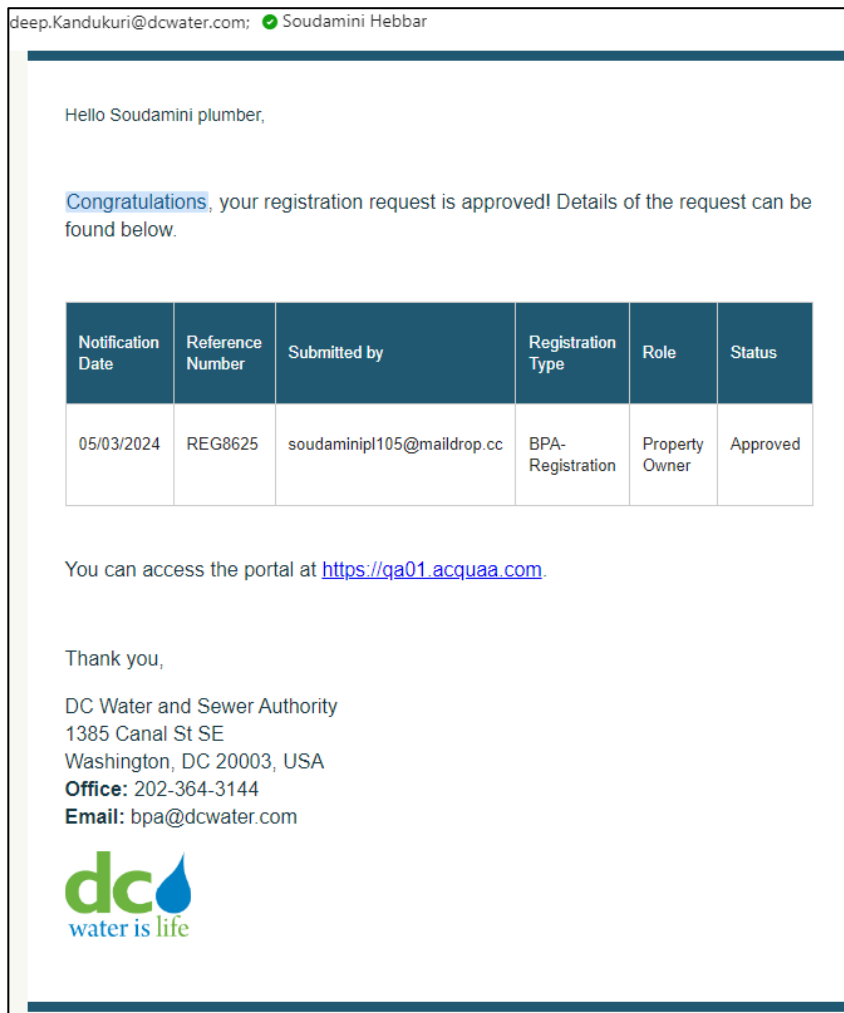 deep.Kandukuri@dcwater.com; Soudamini Hebbar
Hello Soudamini plumber,
Congratulations, your registration request is approved! Details of the request can be
found below.
Notification Date Reference Number Submitted by Registration Type Role Status
05/03/2024 REG8625 soudaminipl105@maildrop.cc BPA-Registration Property Owner Approved
You can access the portal at https://qa01.acquaa.com.
Thank you,
DC Water and Sewer Authority
1385 Canal St SE
Washington, DC 20003, USA
Office: 202-364-3144
Email: bpa@dcwater.com
dc
water is life